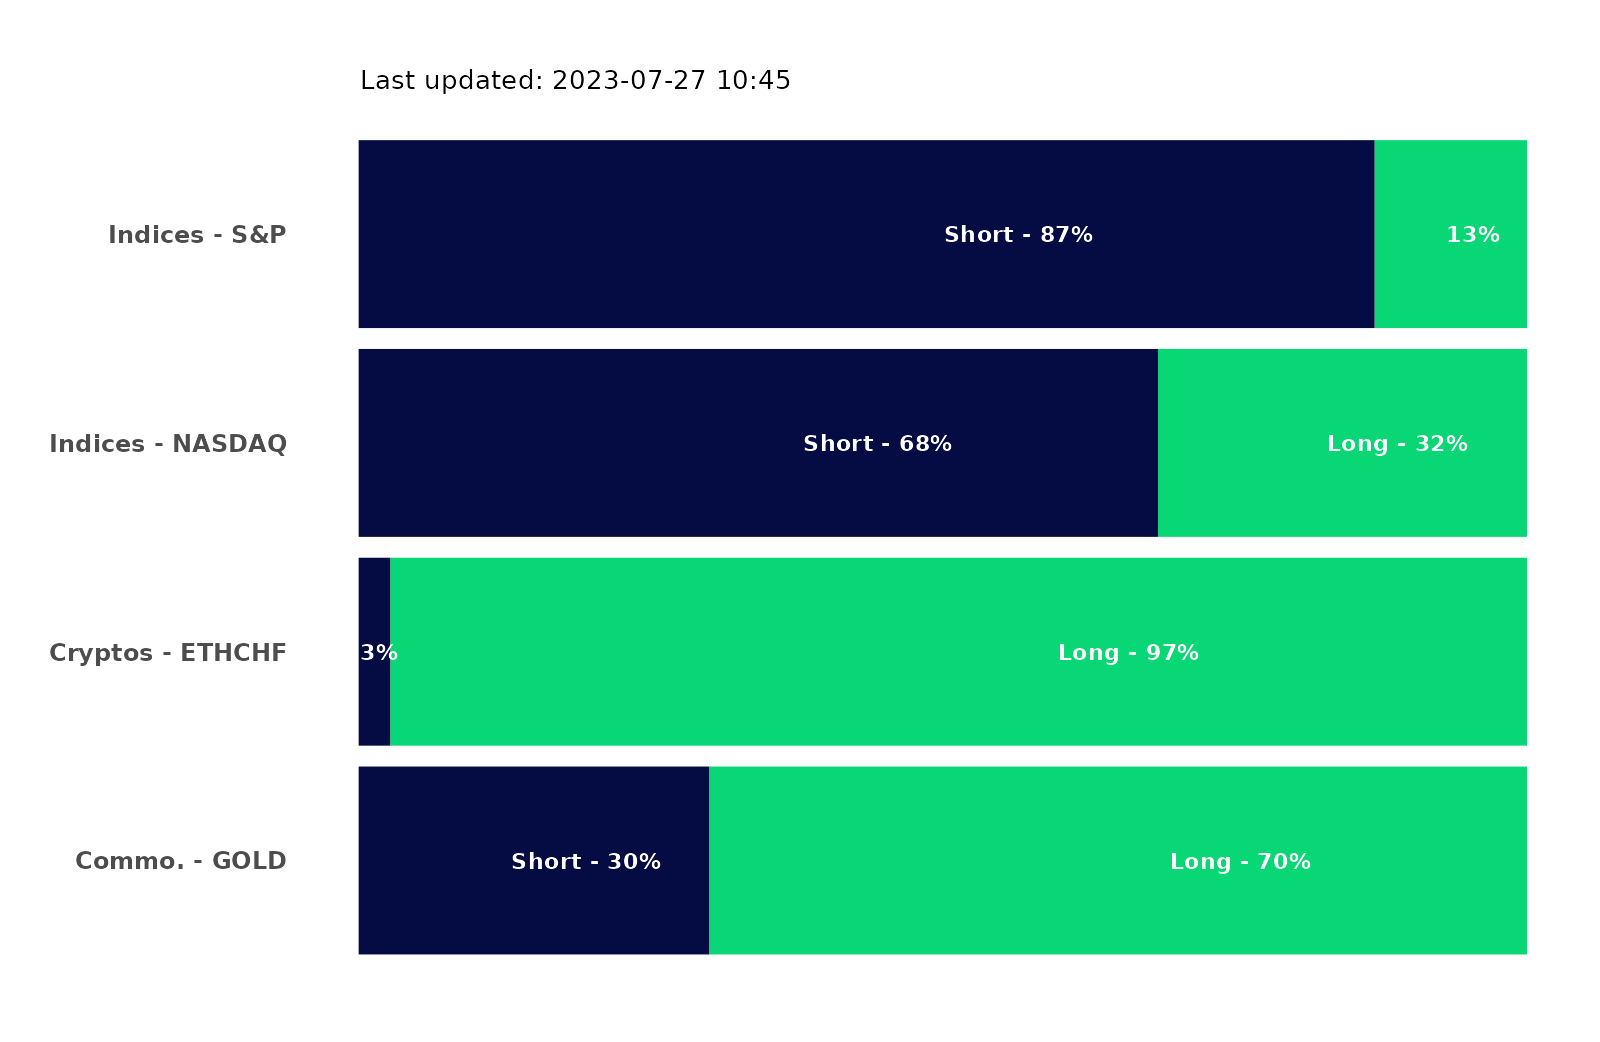 Last updated: 2023-07-27 10:45
Indices - S&P
Short - 87%
13%
Indices - NASDAQ
Short - 68%
Long - 32%
Cryptos - ETHCHF
3%
Long - 97%
Commo. - GOLD
Short - 30%
Long - 70%